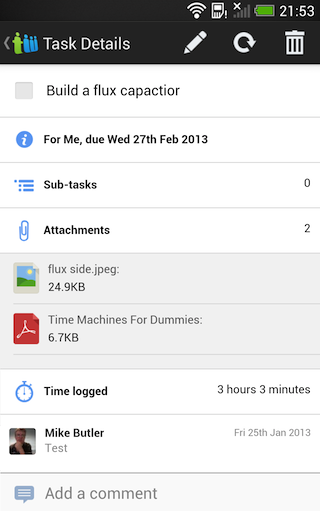 21:53
Task Details
Build a flux capactior
For Me, due Wed 27th Feb 2013
Sub-tasks 0
Attachments 2
flux side.jpeg:
24.9KB
Time Machines For Dummies:
6.7KB
Time logged 3 hours 3 minutes
Mike Butler Fri 25th Jan 2013
Test
Add a comment